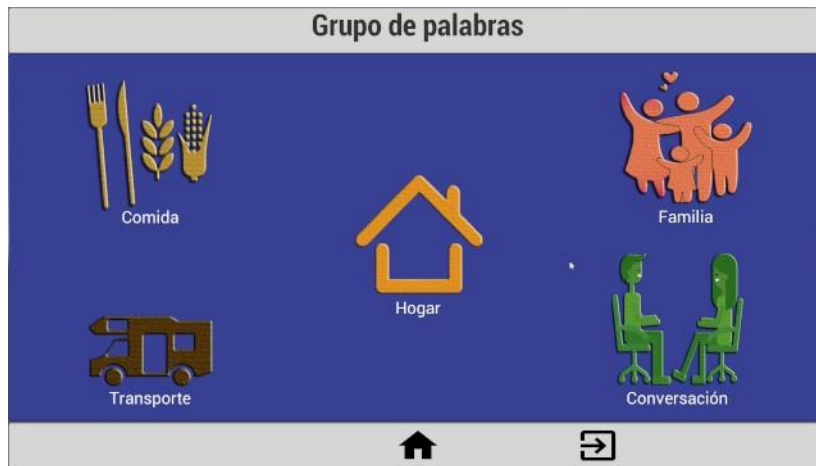 Grupo de palabras
Comida
Familia
Hogar
Transporte
Conversación